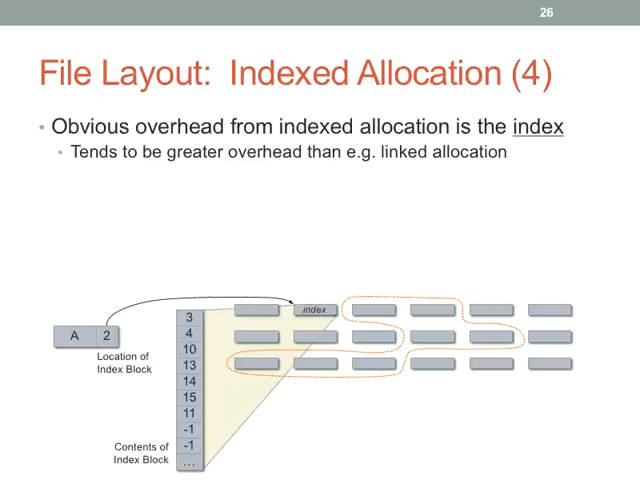 26
File Layout:  Indexed Allocation (4)
• Obvious overhead from indexed allocation is the index
• Tends to be greater overhead than e.g. linked allocation
index
A 2
Location of
Index Block
3
4
10
13
14
15
11
-1
-1
...
Contents of
Index Block